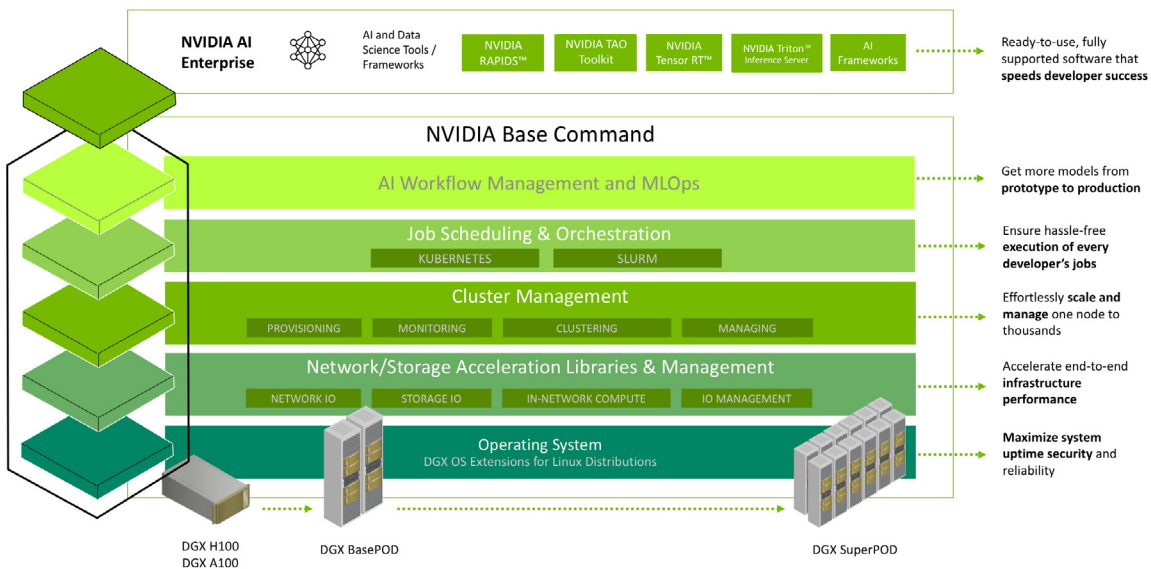 NVIDIA AI
Enterprise
AI and Data
Science Tools /
Frameworks
NVIDIA
RAPIDS™
NVIDIA TAO
Toolkit
NVIDIA
Tensor RT™
NVIDIA Triton™
Inference Server
AI
Frameworks
Ready-to-use, fully
supported software that
speeds developer success
NVIDIA Base Command
AI Workflow Management and MLOps
Get more models from
prototype to production
Job Scheduling & Orchestration
KUBERNETES
SLURM
Ensure hassle-free
execution of every
developer's jobs
Cluster Management
PROVISIONING
MONITORING
CLUSTERING
MANAGING
Effortlessly scale and
manage one node to
thousands
Network/Storage Acceleration Libraries & Management
NETWORK IO
STORAGE IO
IN-NETWORK COMPUTE
IO MANAGEMENT
Accelerate end-to-end
infrastructure
performance
Operating System
DGX OS Extensions for Linux Distributions
Maximize system
uptime security and
reliability
DGX H100
DGX A100
DGX BasePOD
DGX SuperPOD